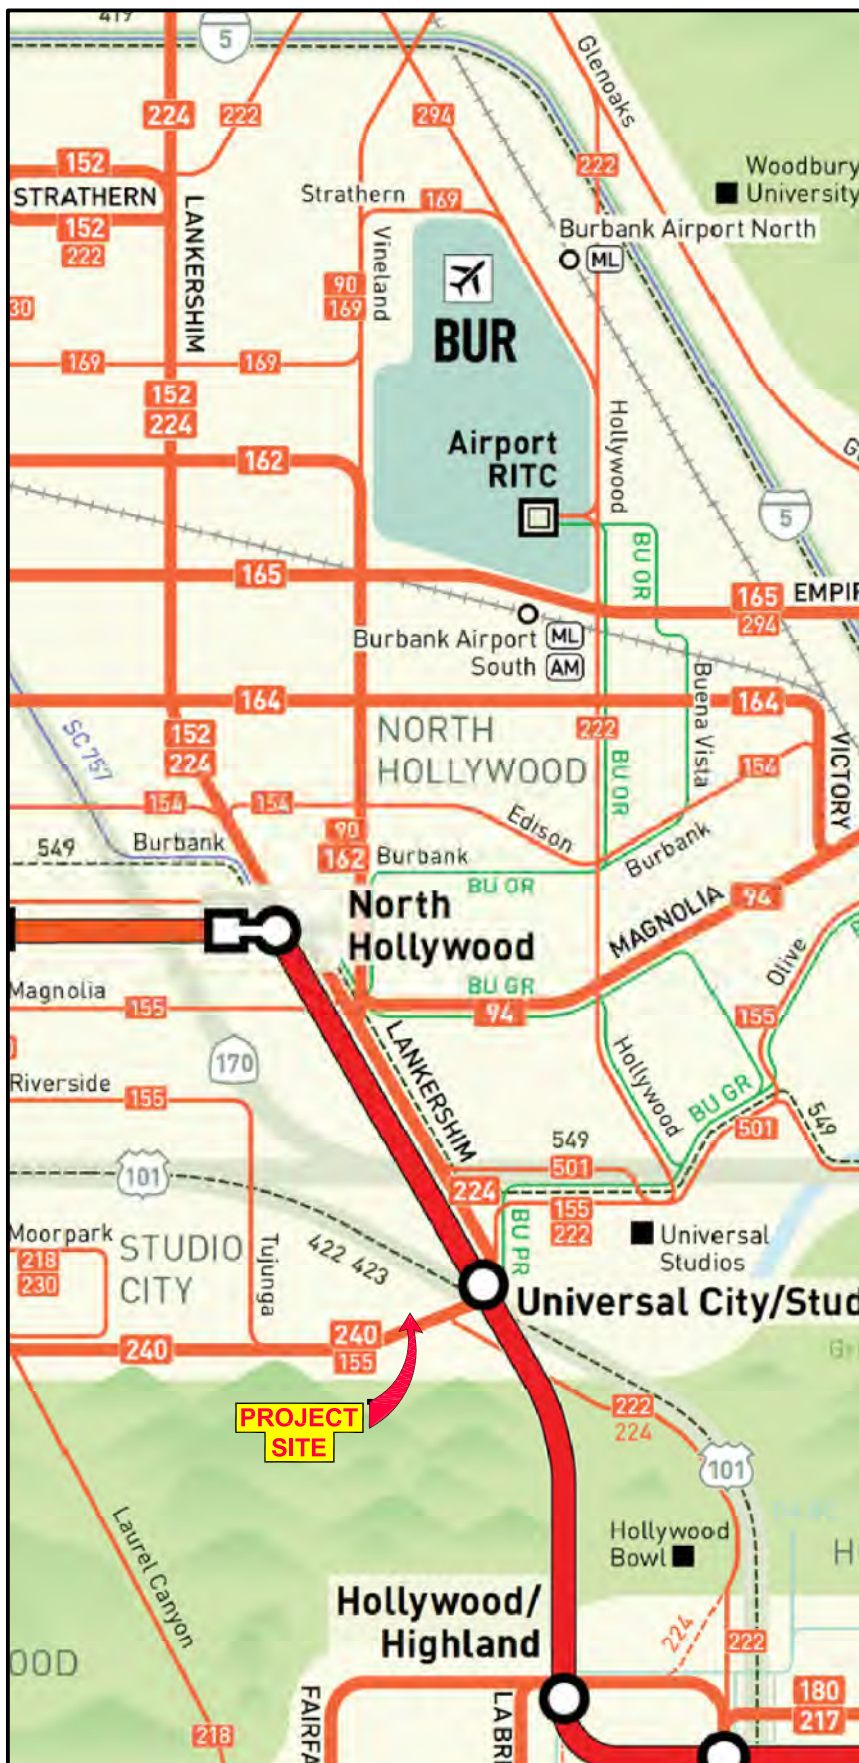 419
5
Glenoaks
224
222
294
222
152
STRATHERN
152
222
LANKERSHIM
Strathern
169
Woodbury
University
Burbank Airport North
ML
Vineland
90
169
30
BUR
169
169
152
224
Hollywood
162
Airport
RITC
5
BU OR
165
165
294
Burbank Airport
South
ML
AM
164
164
Buena Vista
SC 757
152
224
NORTH
HOLLYWOOD
222
BU OR
VICTORY
154
154
154
Edison
549
Burbank
90
162
Burbank
BU OR
Burbank
94
MAGNOLIA
North
Hollywood
Olive
Magnolia
155
BU GR
94
155
LANKERSHIM
Hollywood
170
Riverside
155
BU GR
501
549
549
501
101
224
155
222
BU PR
Universal
Studios
Moorpark
218
230
STUDIO
CITY
Tujunga
422 423
Universal City/Stud
240
240
155
PROJECT
SITE
222
224
101
Laurel Canyon
Hollywood
Bowl
Hollywood/
Highland
224
222
OOD
FAIRFA
LA BRE
180
217
218